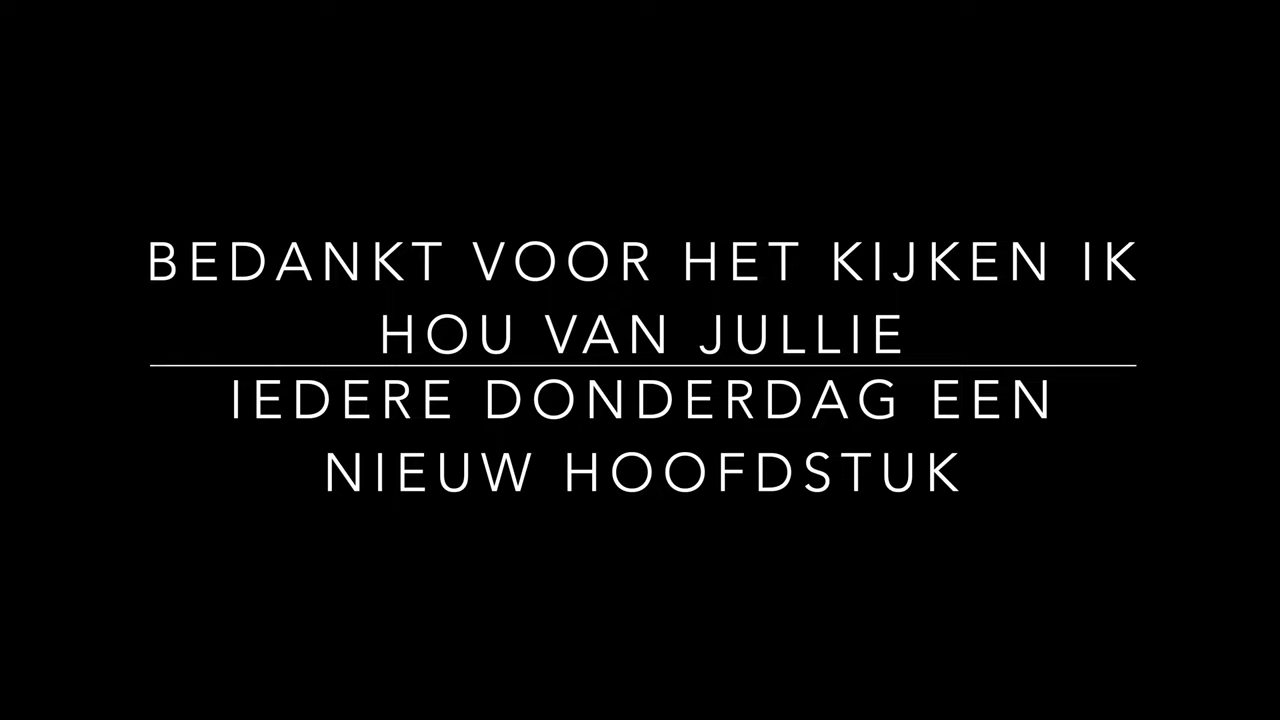 BEDANKT VOOR HET KIJKEN IK
HOU VAN JULLIE
IEDERE DONDERDAG EEN
NIEUW HOOFDSTUK